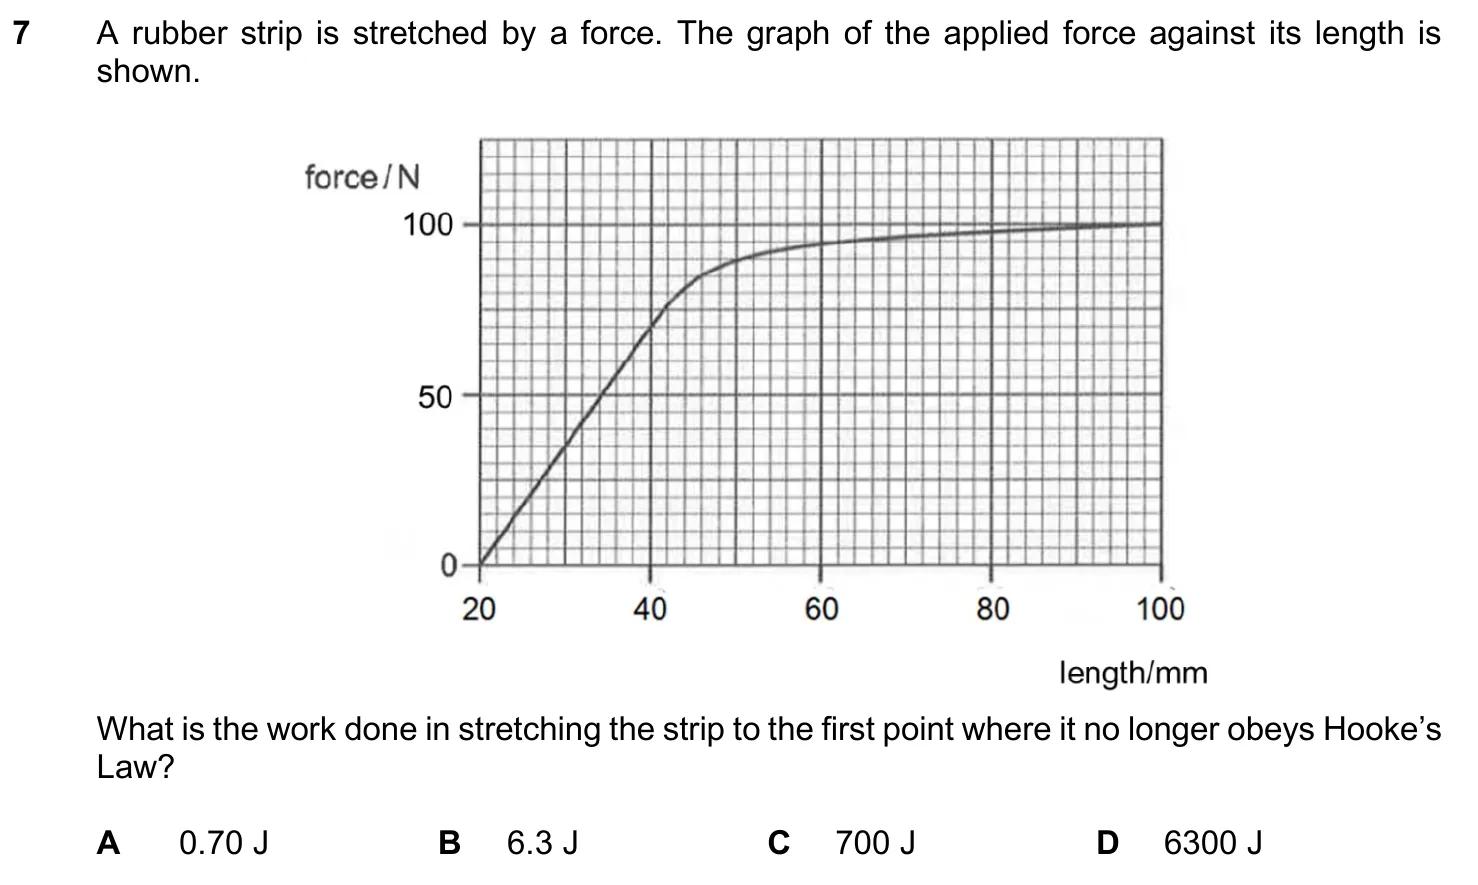 7 A rubber strip is stretched by a force. The graph of the applied force against its length is
shown.
force/N
100
50
0
20 40 60 80 100
length/mm
What is the work done in stretching the strip to the first point where it no longer obeys Hooke’s
Law?
A 0.70 J B 6.3 J C 700 J D 6300 J